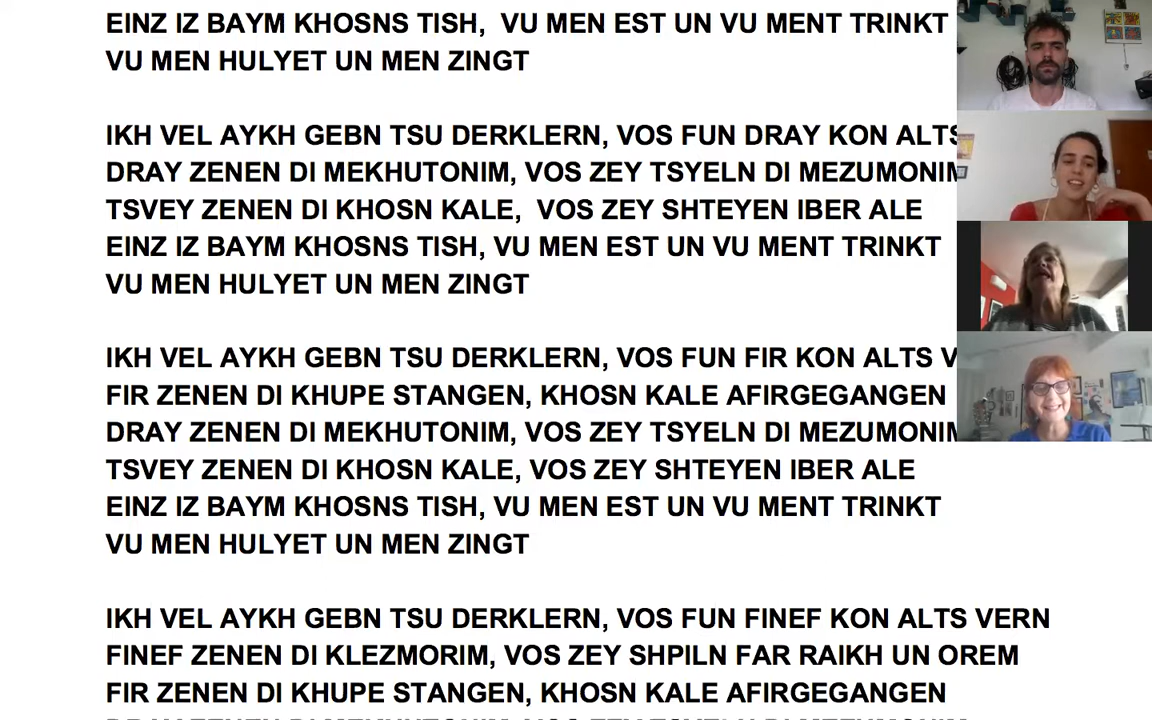 EINZ IZ BAYM KHOSNS TISH,  VU MEN EST UN VU MENT TRINKT
VU MEN HULYET UN MEN ZINGT
IKH VEL AYKH GEBN TSU DERKLERN, VOS FUN DRAY KON ALTS
DRAY ZENEN DI MEKHUTONIM, VOS ZEY TSYELN DI MEZUMONIM
TSVEY ZENEN DI KHOSN KALE,  VOS ZEY SHTEYEN IBER ALE
EINZ IZ BAYM KHOSNS TISH, VU MEN EST UN VU MENT TRINKT
VU MEN HULYET UN MEN ZINGT
IKH VEL AYKH GEBN TSU DERKLERN, VOS FUN FIR KON ALTS V
FIR ZENEN DI KHUPE STANGEN, KHOSN KALE AFIRGEGANGEN
DRAY ZENEN DI MEKHUTONIM, VOS ZEY TSYELN DI MEZUMONIM
TSVEY ZENEN DI KHOSN KALE, VOS ZEY SHTEYEN IBER ALE
EINZ IZ BAYM KHOSNS TISH, VU MEN EST UN VU MENT TRINKT
VU MEN HULYET UN MEN ZINGT
IKH VEL AYKH GEBN TSU DERKLERN, VOS FUN FINEF KON ALTS VERN
FINEF ZENEN DI KLEZMORIM, VOS ZEY SHPILN FAR RAIKH UN OREM
FIR ZENEN DI KHUPE STANGEN, KHOSN KALE AFIRGEGANGEN